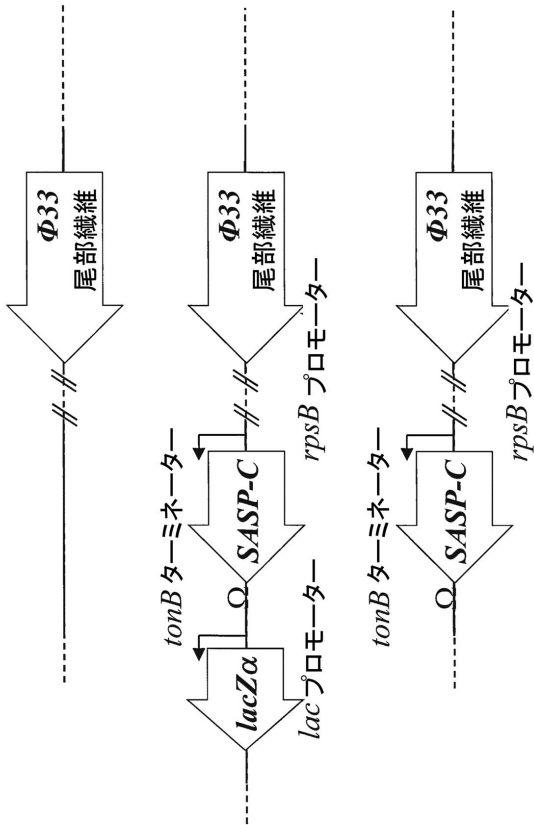 Φ33
尾部繊維
tonB ターミネーター
lacZα
SASP-C
Φ33
尾部繊維
lac プロモーター
rpsB プロモーター
tonB ターミネーター
SASP-C
Φ33
尾部繊維
rpsB プロモーター